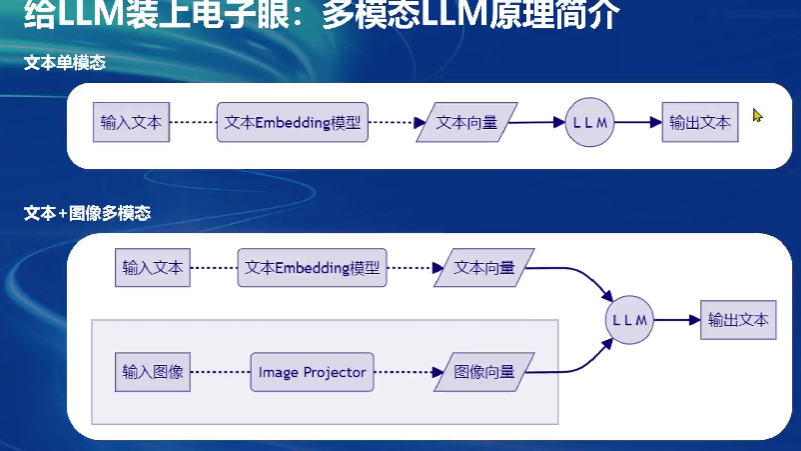 给LLM装上电子眼：多模态LLM原理简介
文本单模态
输入文本 文本Embedding模型 文本向量 LLM 输出文本
文本+图像多模态
输入文本 文本Embedding模型 文本向量
LLM 输出文本
输入图像 Image Projector 图像向量